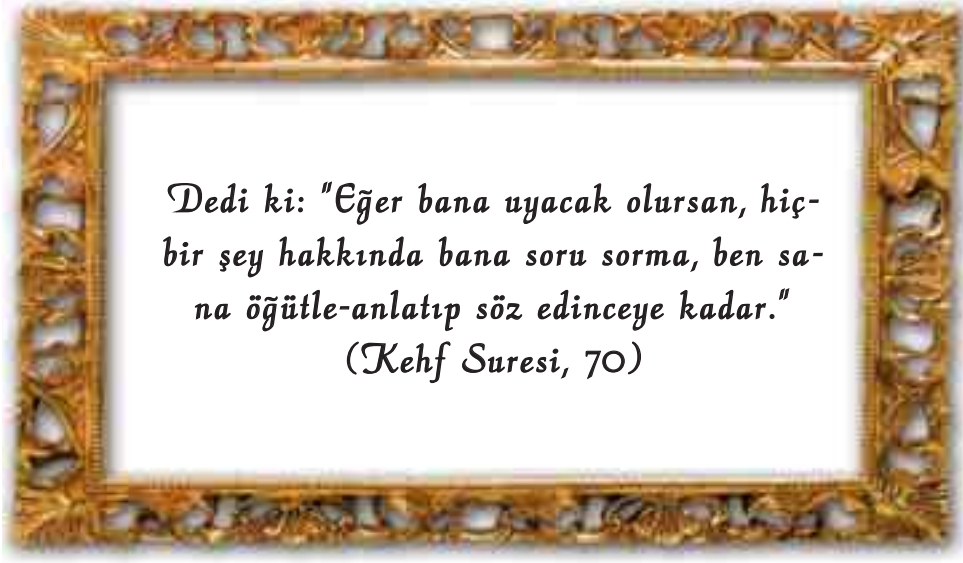 Dedi ki: "Eğer bana uyacak olursan, hiç-
bir şey hakkında bana soru sorma, ben sa-
na öğütle-anlatıp söz edinceye kadar."
(Kehf Suresi, 70)